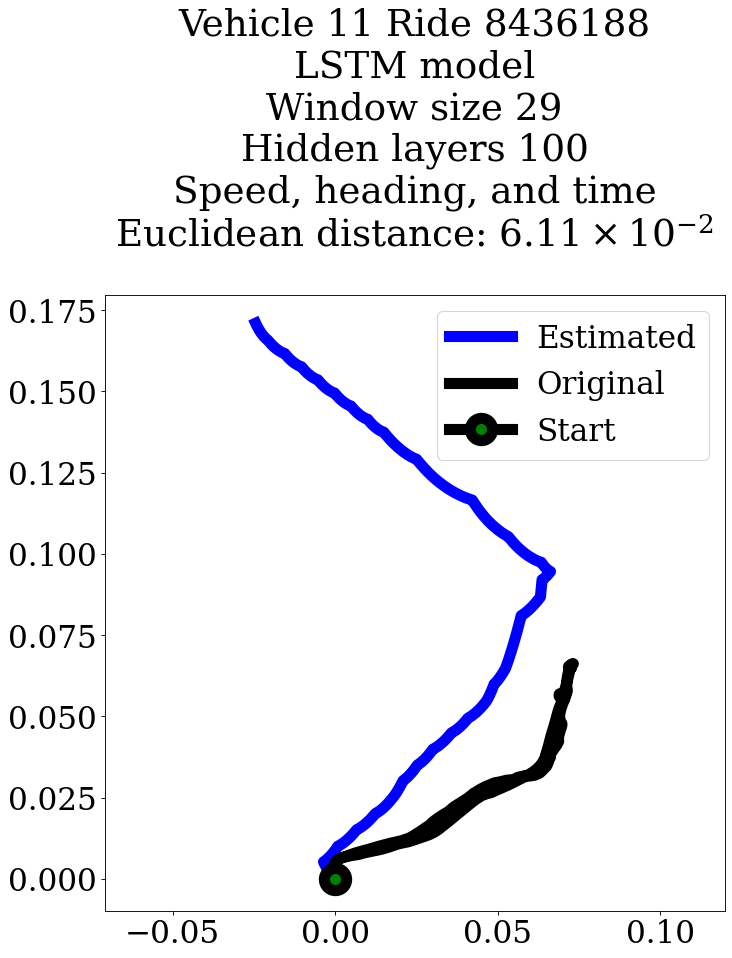 Vehicle 11 Ride 8436188
LSTM model
Window size 29
Hidden layers 100
Speed, heading, and time
Euclidean distance: 6.11 × 10⁻²
0.175
0.150
0.125
0.100
0.075
0.050
0.025
0.000
Estimated
Original
Start
−0.05 0.00 0.05 0.10